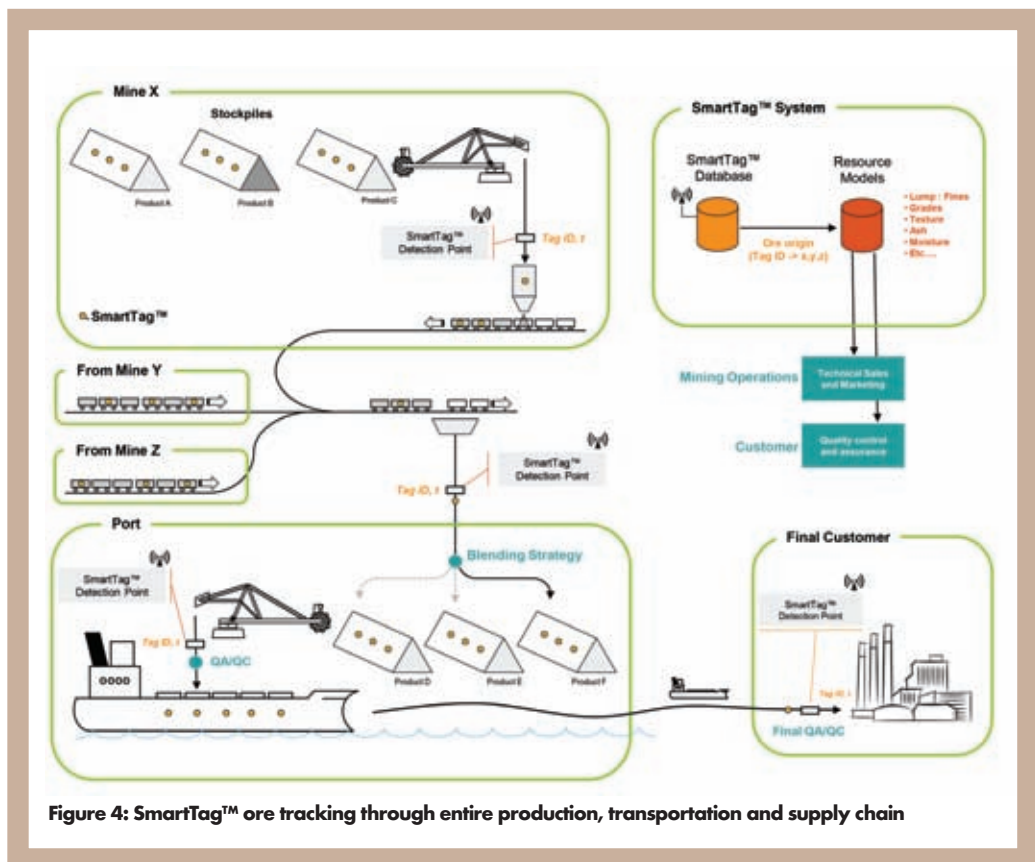 Mine X
Stockpiles
Product A
Product B
Product C
SmartTag™
Detection Point
Tag ID, t
SmartTag™
From Mine Y
From Mine Z
SmartTag™
Detection Point
Tag ID, t
Port
SmartTag™
Detection Point
Tag ID, t
QA/QC
Blending Strategy
Product D
Product E
Product F
SmartTag™ System
SmartTag™
Database
Resource
Models
• Lump : Fines
• Grades
• Texture
• Ash
• Moisture
• Etc....
Ore origin
(Tag ID -> x,y,z)
Mining Operations
Technical Sales
and Marketing
Customer
Quality control
and assurance
Final Customer
SmartTag™
Detection Point
Tag ID, t
Final QA/QC
Figure 4: SmartTag™ ore tracking through entire production, transportation and supply chain